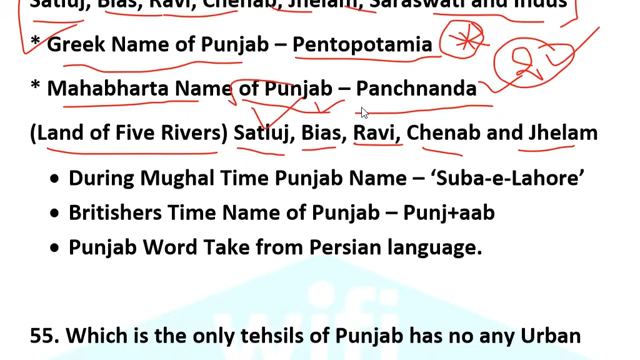 Satluj, Bias, Ravi, Chenab, Jhelam, Saraswati and Indus
* Greek Name of Punjab – Pentopotamia
* Mahabharta Name of Punjab – Panchnanda
(Land of Five Rivers) Satluj, Bias, Ravi, Chenab and Jhelam
• During Mughal Time Punjab Name – ‘Suba-e-Lahore’
• Britishers Time Name of Punjab – Punj+aab
• Punjab Word Take from Persian language.
wifi
55. Which is the only tehsils of Punjab has no any Urban